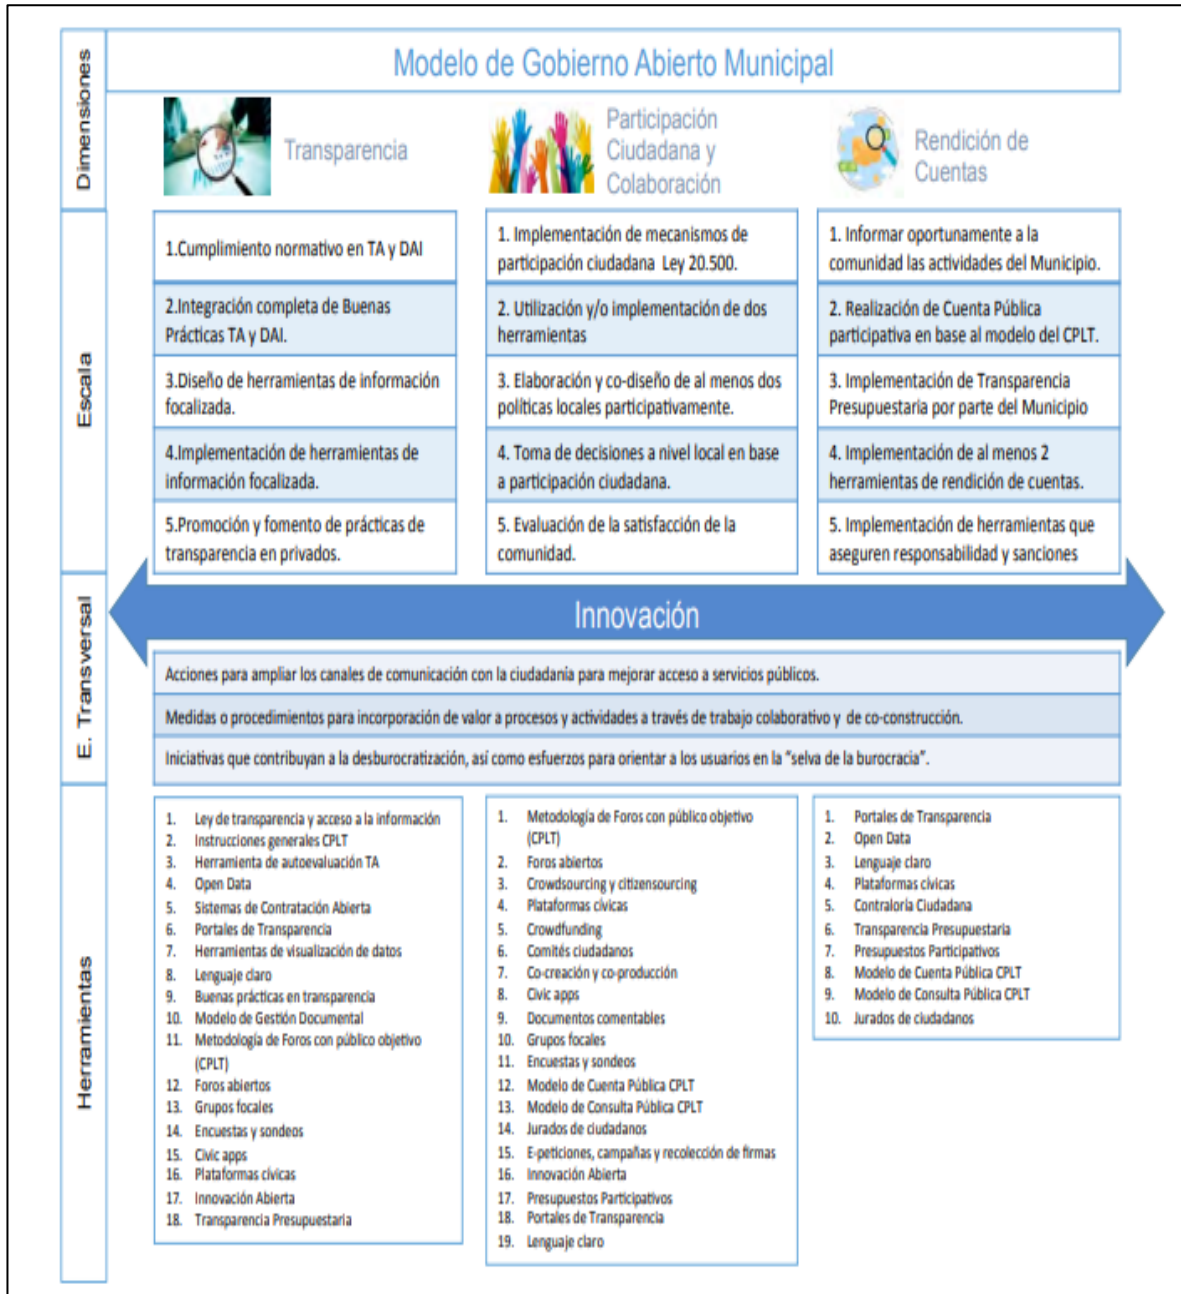 Dimensiones
Modelo de Gobierno Abierto Municipal
Transparencia
Participación
Ciudadana y
Colaboración
Rendición de
Cuentas
Escala
1.Cumplimiento normativo en TA y DAI
2.Integración completa de Buenas
Prácticas TA y DAI.
3.Diseño de herramientas de información
focalizada.
4.Implementación de herramientas de
información focalizada.
5.Promoción y fomento de prácticas de
transparencia en privados.
1. Implementación de mecanismos de
participación ciudadana Ley 20.500.
2. Utilización y/o implementación de dos
herramientas
3. Elaboración y co-diseño de al menos dos
políticas locales participativamente.
4. Toma de decisiones a nivel local en base
a participación ciudadana.
5. Evaluación de la satisfacción de la
comunidad.
1. Informar oportunamente a la
comunidad las actividades del Municipio.
2. Realización de Cuenta Pública
participativa en base al modelo del CPLT.
3. Implementación de Transparencia
Presupuestaria por parte del Municipio
4. Implementación de al menos 2
herramientas de rendición de cuentas.
5. Implementación de herramientas que
aseguren responsabilidad y sanciones
E. Transversal
Innovación
Acciones para ampliar los canales de comunicación con la ciudadanía para mejorar acceso a servicios públicos.
Medidas o procedimientos para incorporación de valor a procesos y actividades a través de trabajo colaborativo y de co-construcción.
Iniciativas que contribuyan a la desburocratización, así como esfuerzos para orientar a los usuarios en la "selva de la burocracia".
Herramientas
1. Ley de transparencia y acceso a la información
2. Instrucciones generales CPLT
3. Herramienta de autoevaluación TA
4. Open Data
5. Sistemas de Contratación Abierta
6. Portales de Transparencia
7. Herramientas de visualización de datos
8. Lenguaje claro
9. Buenas prácticas en transparencia
10. Modelo de Gestión Documental
11. Metodología de Foros con público objetivo
(CPLT)
12. Foros abiertos
13. Grupos focales
14. Encuestas y sondeos
15. Civic apps
16. Plataformas cívicas
17. Innovación Abierta
18. Transparencia Presupuestaria
1. Metodología de Foros con público objetivo
(CPLT)
2. Foros abiertos
3. Crowdsourcing y citizensourcing
4. Plataformas cívicas
5. Crowdfunding
6. Comités ciudadanos
7. Co-creación y co-producción
8. Civic apps
9. Documentos comentables
10. Grupos focales
11. Encuestas y sondeos
12. Modelo de Cuenta Pública CPLT
13. Modelo de Consulta Pública CPLT
14. Jurados de ciudadanos
15. E-peticiones, campañas y recolección de firmas
16. Innovación Abierta
17. Presupuestos Participativos
18. Portales de Transparencia
19. Lenguaje claro
1. Portales de Transparencia
2. Open Data
3. Lenguaje claro
4. Plataformas cívicas
5. Contraloría Ciudadana
6. Transparencia Presupuestaria
7. Presupuestos Participativos
8. Modelo de Cuenta Pública CPLT
9. Modelo de Consulta Pública CPLT
10. Jurados de ciudadanos